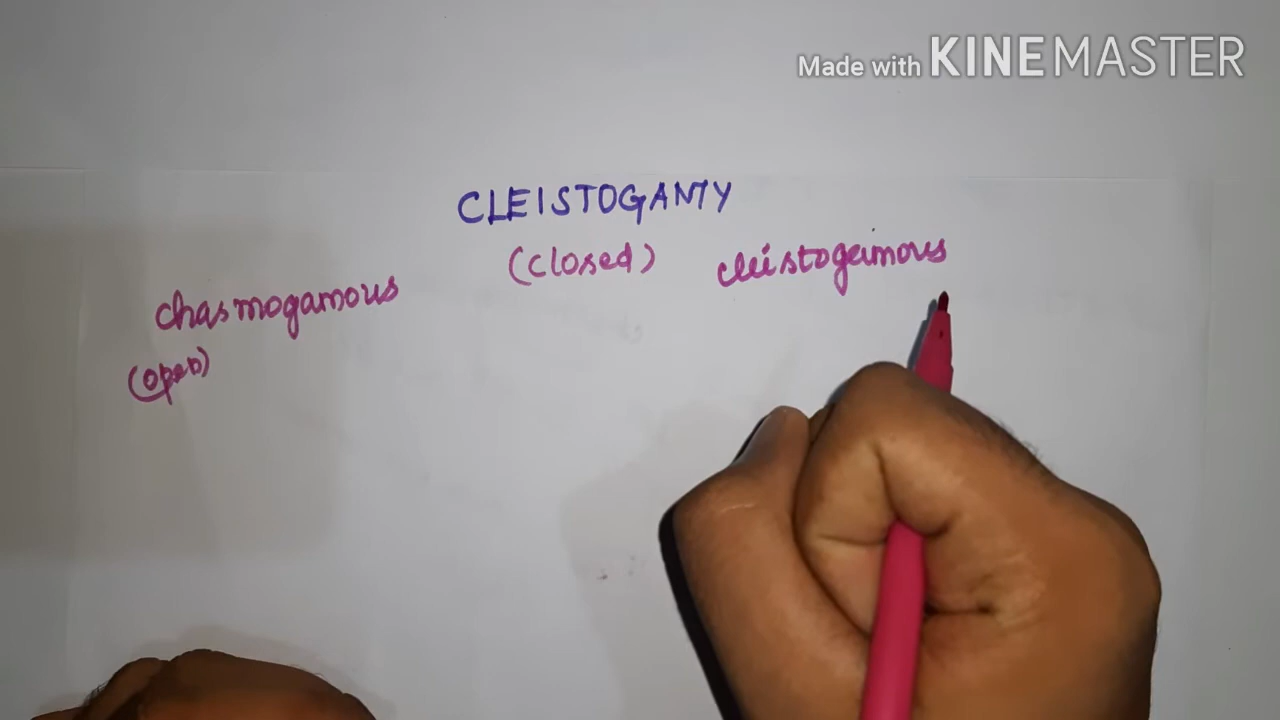 Made with KINEMASTER
CLEISTOGAMY
(closed)
cleistogamous
chasmogamous
(open)